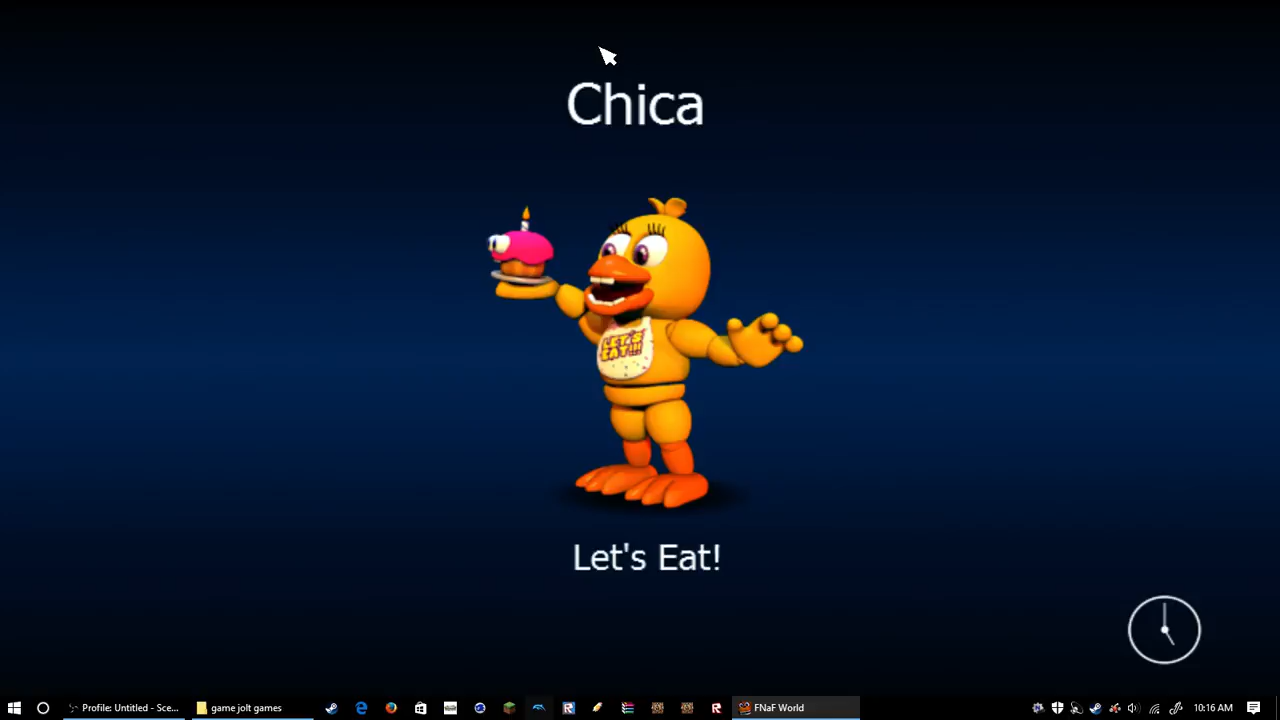 Chica
LET'S
EAT!!!
Let's Eat!
Profile: Untitled - Sce...
game jolt games
FNaF World
10:16 AM